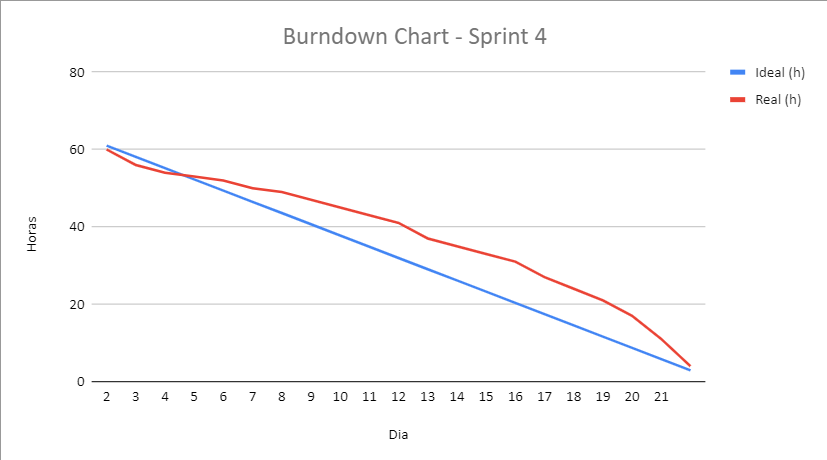 Burndown Chart - Sprint 4
Ideal (h)
Real (h)
Horas
80
60
40
20
0
2 3 4 5 6 7 8 9 10 11 12 13 14 15 16 17 18 19 20 21
Dia